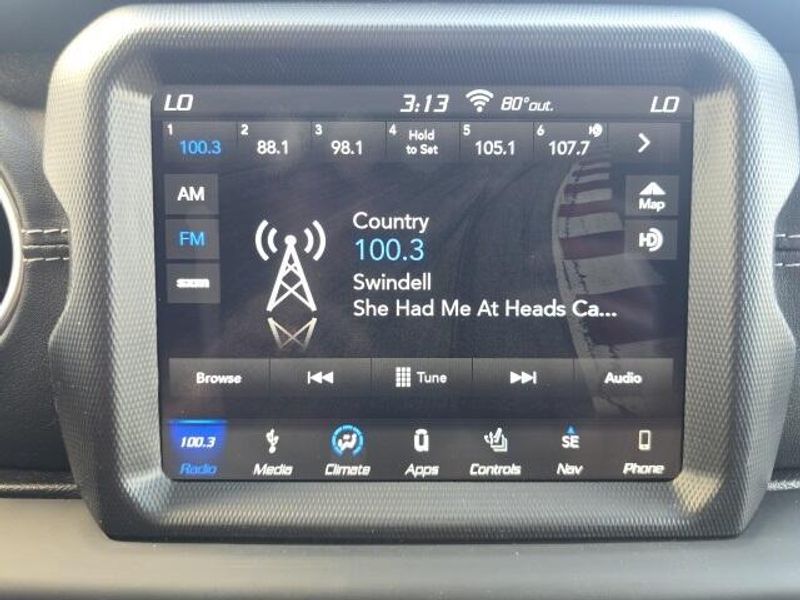 LO 3:13 80°out. LO
1 100.3 2 88.1 3 98.1 4 Hold to Set 5 105.1 6 107.7 HD
AM
Map
FM
HD
Country
100.3
Swindell
She Had Me At Heads Ca...
Browse Tune Audio
100.3 SE
Radio Media Climate Apps Controls Nav Phone